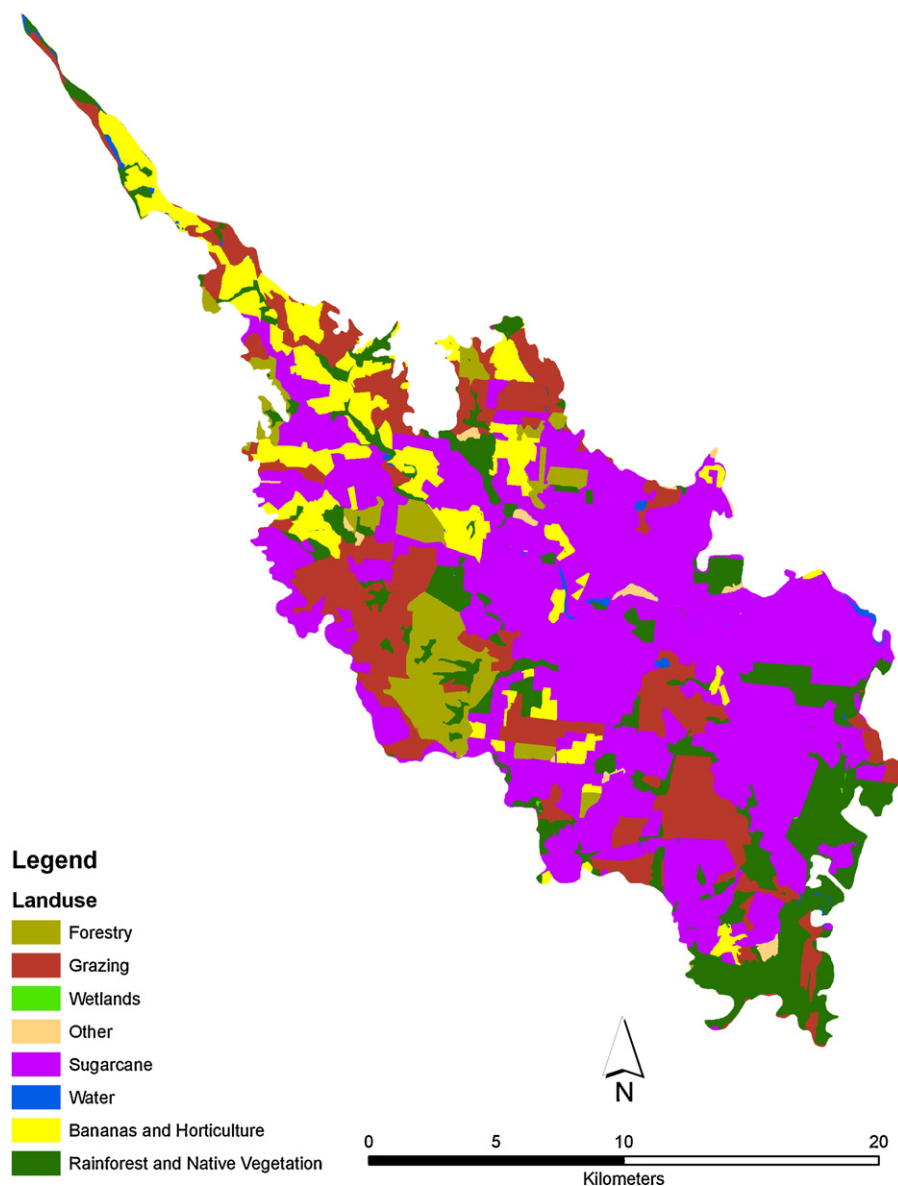 Legend
Landuse
Forestry
Grazing
Wetlands
Other
Sugarcane
Water
Bananas and Horticulture
Rainforest and Native Vegetation
N
0 5 10 20
Kilometers